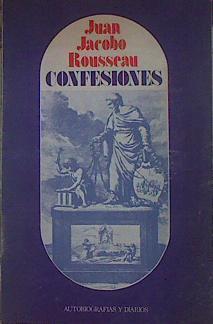 Juan
Jacobo
Rousseau
CONFESIONES
AUTOBIOGRAFIAS Y DIARIOS